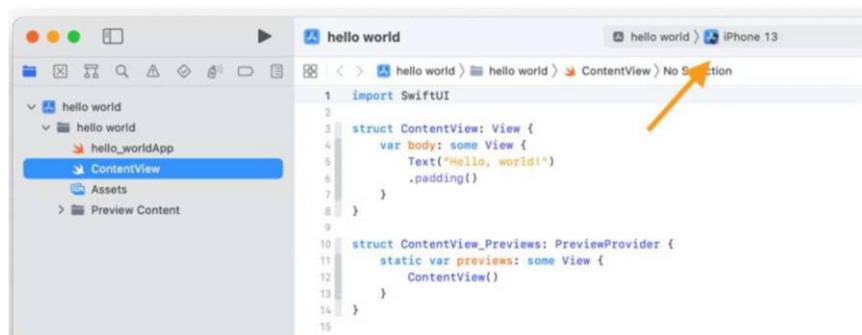 hello world
hello world 〉 iPhone 13
hello world 〉 hello world 〉 ContentView 〉 No Selection
hello world
hello world
hello_worldApp
ContentView
Assets
Preview Content
1 import SwiftUI
2
3 struct ContentView: View {
4 var body: some View {
5 Text("Hello, world!")
6 .padding()
7 }
8 }
9
10 struct ContentView_Previews: PreviewProvider {
11 static var previews: some View {
12 ContentView()
13 }
14 }
15